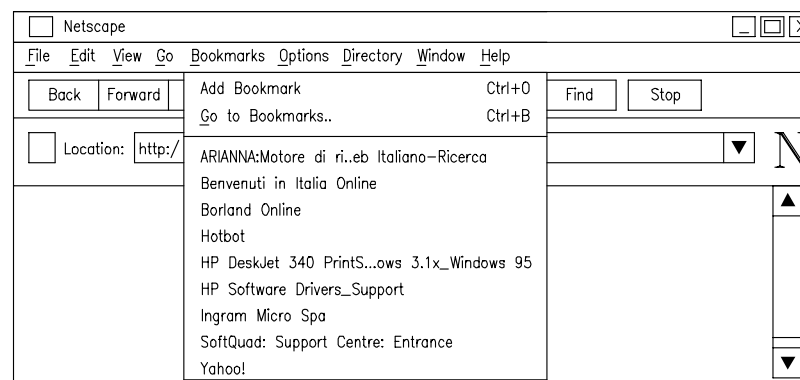 Netscape
File Edit View Go Bookmarks Options Directory Window Help
Back Forward Find Stop
Add Bookmark Ctrl+O
Go to Bookmarks.. Ctrl+B
Location: http:/ N
ARIANNA:Motore di ri..eb Italiano-Ricerca
Benvenuti in Italia Online
Borland Online
Hotbot
HP DeskJet 340 PrintS...ows 3.1x_Windows 95
HP Software Drivers_Support
Ingram Micro Spa
SoftQuad: Support Centre: Entrance
Yahoo!